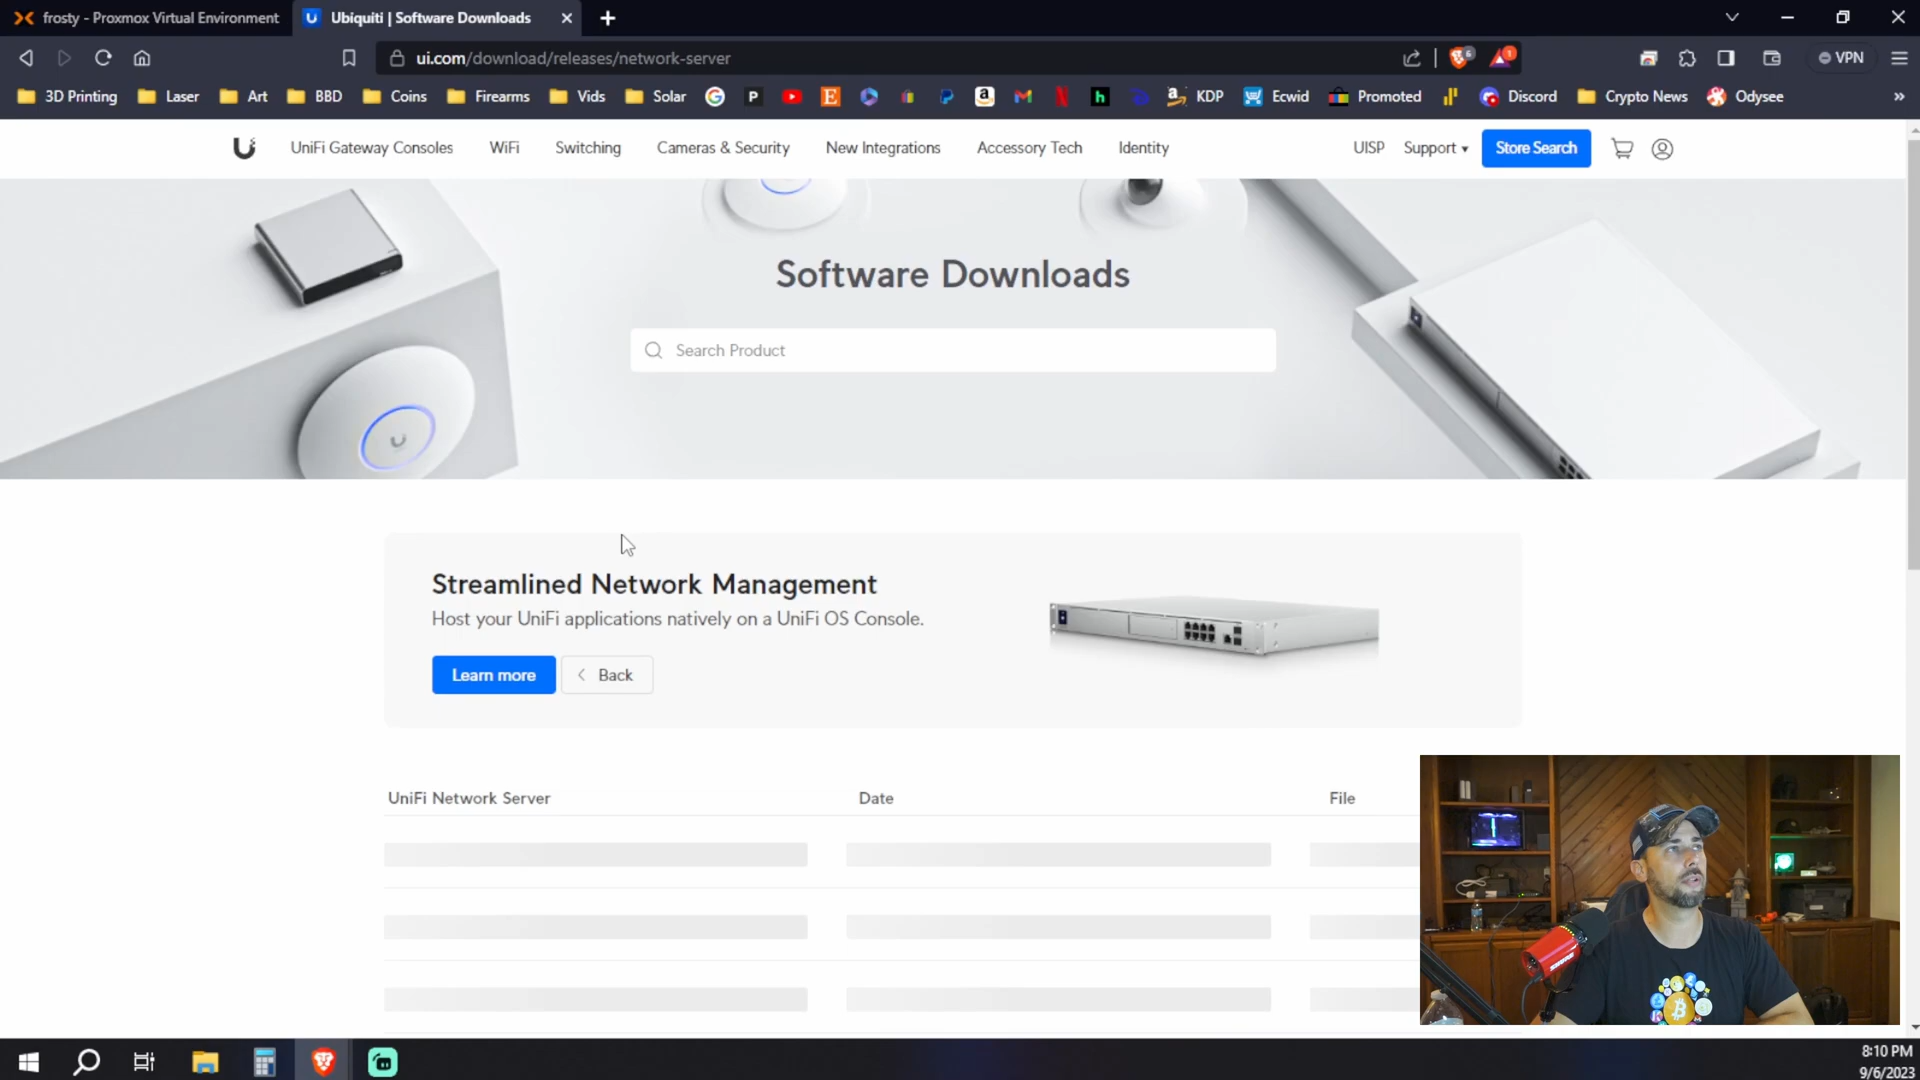 frosty - Proxmox Virtual Environment
Ubiquiti | Software Downloads
ui.com/download/releases/network-server
VPN
3D Printing
Laser
Art
BBD
Coins
Firearms
Vids
Solar
KDP
Ecwid
Promoted
Discord
Crypto News
Odysee
UniFi Gateway Consoles
WiFi
Switching
Cameras & Security
New Integrations
Accessory Tech
Identity
UISP
Support
Store Search
Software Downloads
Search Product
Streamlined Network Management
Host your UniFi applications natively on a UniFi OS Console.
Learn more
Back
UniFi Network Server
Date
File
8:10 PM
9/6/2023